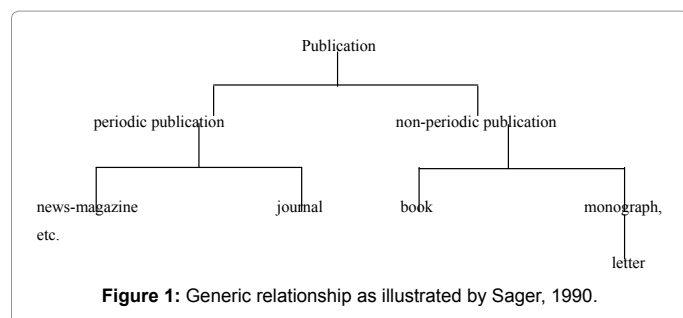 Publication
periodic publication non-periodic publication
news-magazine journal book monograph,
etc.
letter
Figure 1: Generic relationship as illustrated by Sager, 1990.